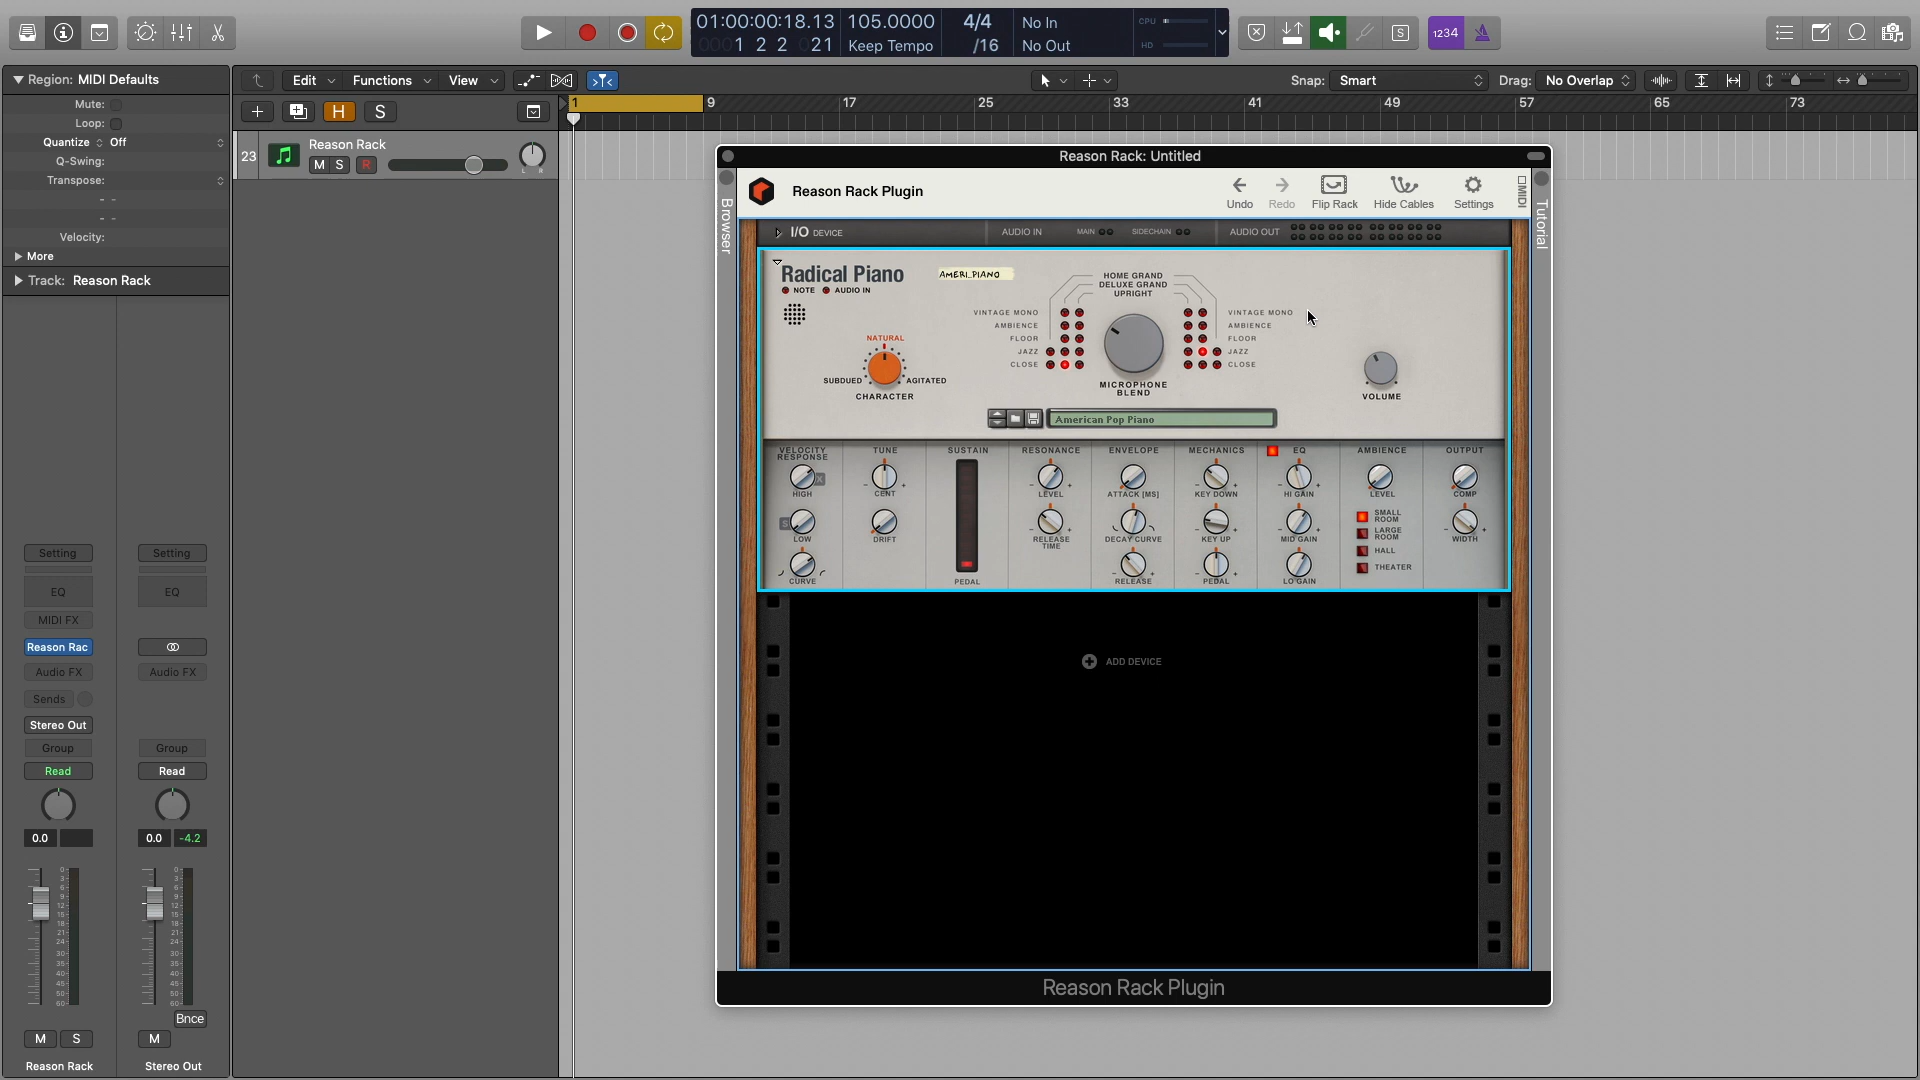 01:00:00:18.13
105.0000
4/4
No In
CPU
0001 2 2 021
Keep Tempo
/16
No Out
HD
S
1234
Region: MIDI Defaults
Edit
Functions
View
Snap: Smart
Drag: No Overlap
Mute:
Loop:
Quantize Off
Q-Swing:
Transpose:
Velocity:
More
Track: Reason Rack
H
S
1
9
17
25
33
41
49
57
65
73
23
Reason Rack
M S R
L R
Reason Rack: Untitled
Reason Rack Plugin
Undo
Redo
Flip Rack
Hide Cables
Settings
MIDI
Browser
Tutorial
I/O DEVICE
AUDIO IN
MAIN
SIDECHAIN
AUDIO OUT
Radical Piano
AMERI_PIANO
NOTE
AUDIO IN
HOME GRAND
DELUXE GRAND
UPRIGHT
VINTAGE MONO
AMBIENCE
FLOOR
JAZZ
CLOSE
VINTAGE MONO
AMBIENCE
FLOOR
JAZZ
CLOSE
NATURAL
SUBDUED
AGITATED
CHARACTER
MICROPHONE
BLEND
VOLUME
American Pop Piano
VELOCITY
RESPONSE
TUNE
SUSTAIN
RESONANCE
ENVELOPE
MECHANICS
EQ
AMBIENCE
OUTPUT
HIGH
CENT
LEVEL
ATTACK [MS]
KEY DOWN
HI GAIN
LEVEL
COMP
LOW
DRIFT
RELEASE
TIME
DECAY CURVE
KEY UP
MID GAIN
SMALL
ROOM
LARGE
ROOM
HALL
THEATER
WIDTH
CURVE
PEDAL
RELEASE
PEDAL
LO GAIN
ADD DEVICE
Reason Rack Plugin
Setting
Setting
EQ
EQ
MIDI FX
Reason Rac
Audio FX
Audio FX
Sends
Stereo Out
Group
Group
Read
Read
0.0
0.0
-4.2
Bnce
M
S
M
Reason Rack
Stereo Out